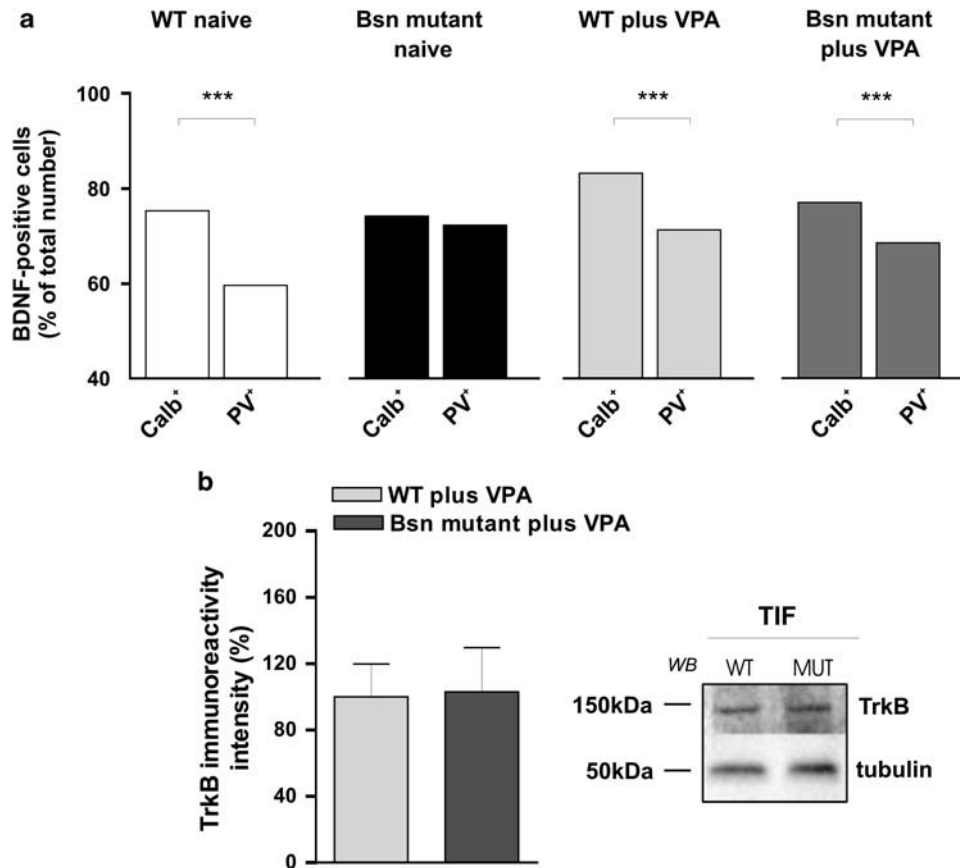 a
WT naive
Bsn mutant
naive
WT plus VPA
Bsn mutant
plus VPA
BDNF-positive cells
(% of total number)
100
80
60
40
***
***
***
Calb+
PV+
Calb+
PV+
Calb+
PV+
Calb+
PV+
b
WT plus VPA
Bsn mutant plus VPA
TrkB immunoreactivity
intensity (%)
200
160
120
80
40
0
TIF
WB
WT
MUT
150kDa
TrkB
50kDa
tubulin